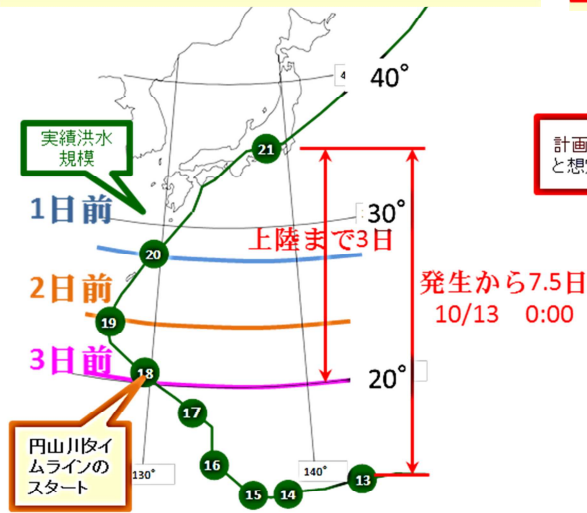 40°
実績洪水
規模
21
計画
1日前
30°
上陸まで3日
20
2日前
発生から7.5日
10/13 0:00
19
3日前
18
20°
17
円山川タイ
ムラインの
スタート
16
130°
140°
13
15
14